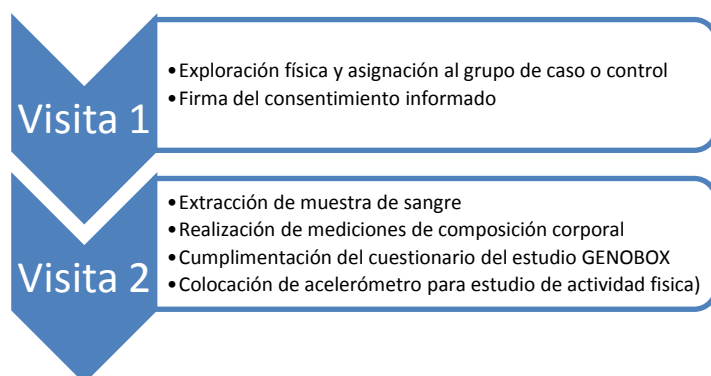 Visita 1
•Exploración física y asignación al grupo de caso o control
•Firma del consentimiento informado
Visita 2
•Extracción de muestra de sangre
•Realización de mediciones de composición corporal
•Cumplimentación del cuestionario del estudio GENOBOX
•Colocación de acelerómetro para estudio de actividad fisica)